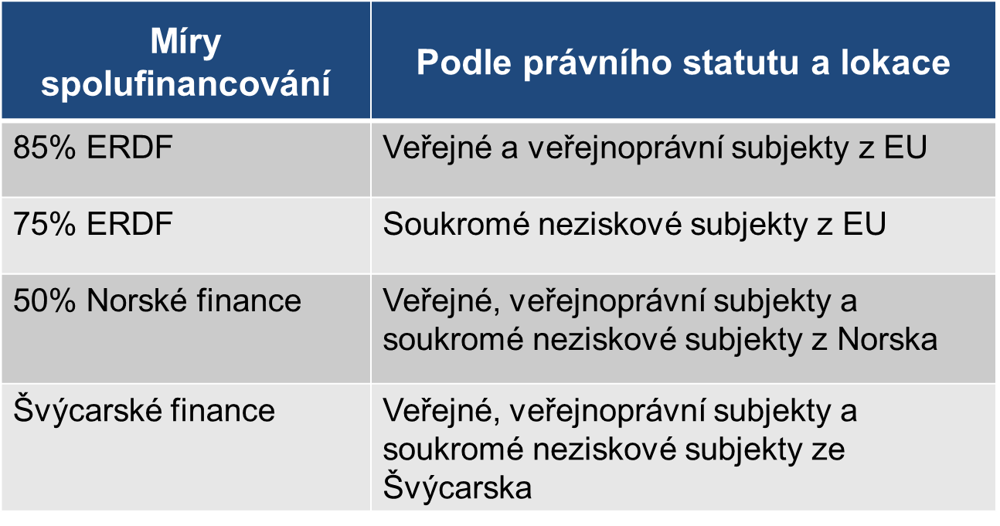 Míry
spolufinancování
Podle právního statutu a lokace
85% ERDF
Veřejné a veřejnoprávní subjekty z EU
75% ERDF
Soukromé neziskové subjekty z EU
50% Norské finance
Veřejné, veřejnoprávní subjekty a
soukromé neziskové subjekty z Norska
Švýcarské finance
Veřejné, veřejnoprávní subjekty a
soukromé neziskové subjekty ze
Švýcarska